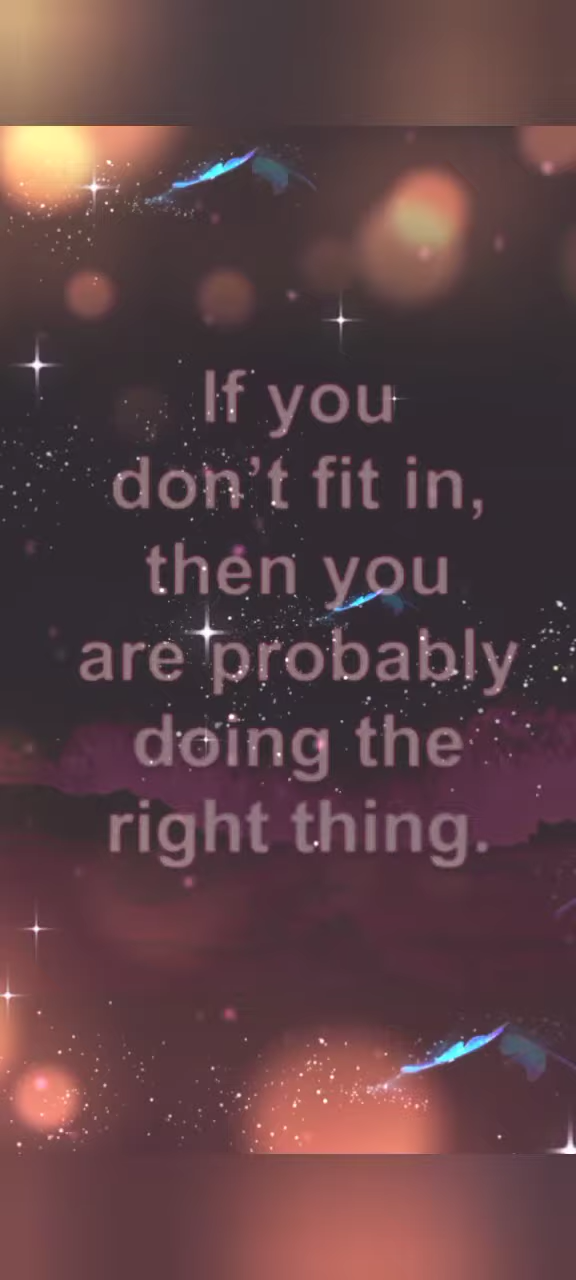 If you
don’t fit in,
then you
are probably
doing the
right thing.